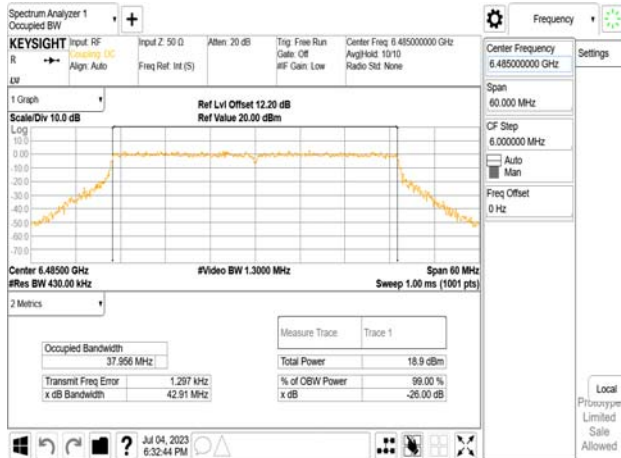 Spectrum Analyzer 1
Occupied BW
+
Frequency
KEYSIGHT
Input: RF
Coupling: DC
Align: Auto
Input Z: 50 Ω
Freq Ref: Int (S)
Atten: 20 dB
Trig: Free Run
Gate: Off
#IF Gain: Low
Center Freq: 6.485000000 GHz
Avg|Hold: 10/10
Radio Std: None
R
LXI
Center Frequency
6.485000000 GHz
Settings
Span
60.000 MHz
CF Step
6.000000 MHz
Auto
Man
Freq Offset
0 Hz
1 Graph
Ref Lvl Offset 12.20 dB
Scale/Div 10.0 dB
Ref Value 20.00 dBm
Log
10.0
0.00
-10.0
-20.0
-30.0
-40.0
-50.0
-60.0
-70.0
Center 6.48500 GHz
#Video BW 1.3000 MHz
Span 60 MHz
#Res BW 430.00 kHz
Sweep 1.00 ms (1001 pts)
2 Metrics
Measure Trace
Trace 1
Occupied Bandwidth
37.956 MHz
Total Power
18.9 dBm
Transmit Freq Error
1.297 kHz
% of OBW Power
99.00 %
x dB Bandwidth
42.91 MHz
x dB
-26.00 dB
Local
Prototype
Limited
Sale
Allowed
?
Jul 04, 2023
6:32:44 PM